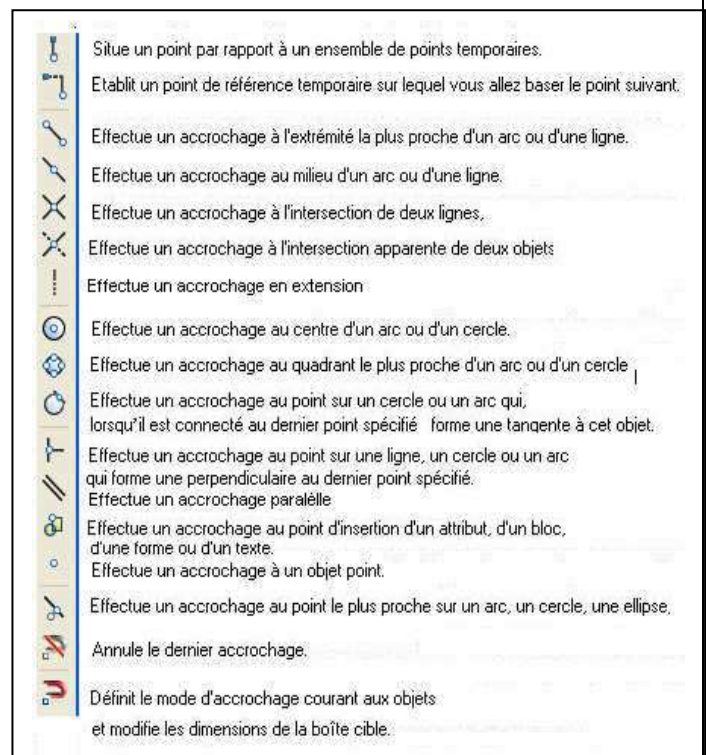 Situe un point par rapport à un ensemble de points temporaires.
Etablit un point de référence temporaire sur lequel vous allez baser le point suivant.
Effectue un accrochage à l'extrémité la plus proche d'un arc ou d'une ligne.
Effectue un accrochage au milieu d'un arc ou d'une ligne.
Effectue un accrochage à l'intersection de deux lignes,
Effectue un accrochage à l'intersection apparente de deux objets
Effectue un accrochage en extension
Effectue un accrochage au centre d'un arc ou d'un cercle.
Effectue un accrochage au quadrant le plus proche d'un arc ou d'un cercle
Effectue un accrochage au point sur un cercle ou un arc qui,
lorsqu'il est connecté au dernier point spécifié forme une tangente à cet objet.
Effectue un accrochage au point sur une ligne, un cercle ou un arc
qui forme une perpendiculaire au dernier point spécifié.
Effectue un accrochage paralèlle
Effectue un accrochage au point d'insertion d'un attribut, d'un bloc,
d'une forme ou d'un texte.
Effectue un accrochage à un objet point.
Effectue un accrochage au point le plus proche sur un arc, un cercle, une ellipse,
Annule le dernier accrochage.
Définit le mode d'accrochage courant aux objets
et modifie les dimensions de la boîte cible.